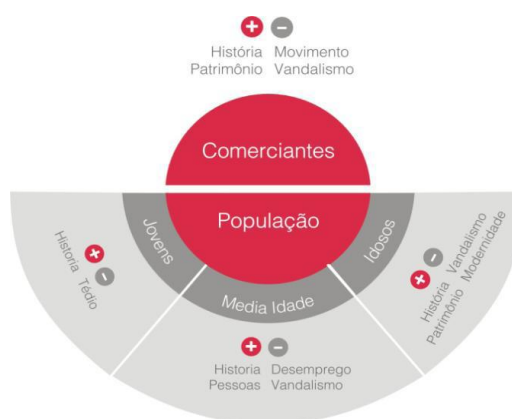 + −
História Movimento
Patrimônio Vandalismo
Comerciantes
População
Jovens
Media Idade
Idosos
+ −
Historia Tédio
+ −
Historia Desemprego
Pessoas Vandalismo
+ −
História Vandalismo
Patrimônio Modernidade